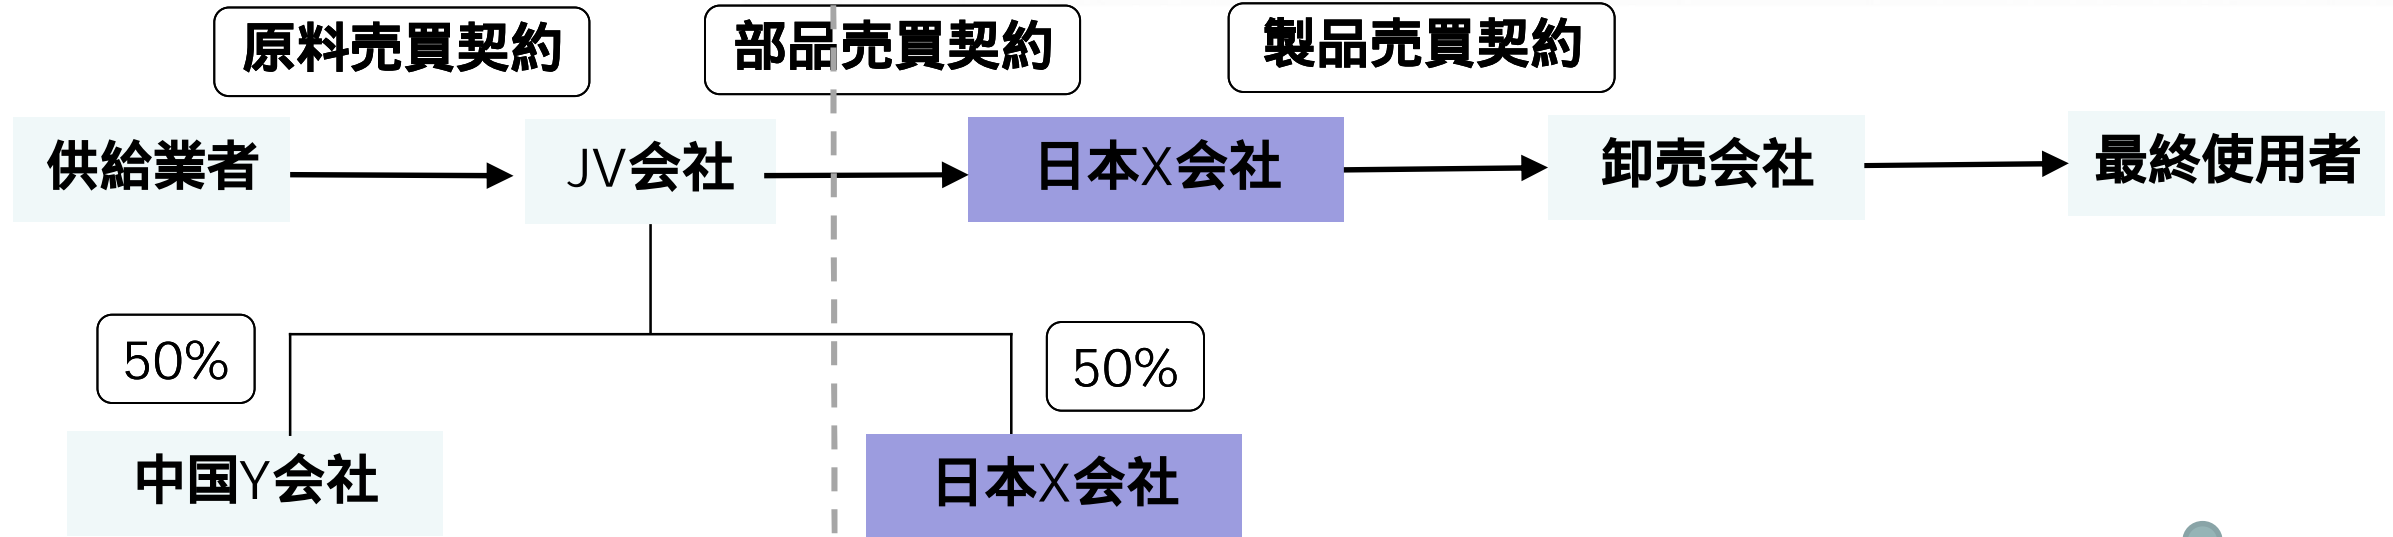 原料売買契約
部品売買契約
製品売買契約
供給業者
JV会社
日本X会社
卸売会社
最終使用者
50%
50%
中国Y会社
日本X会社